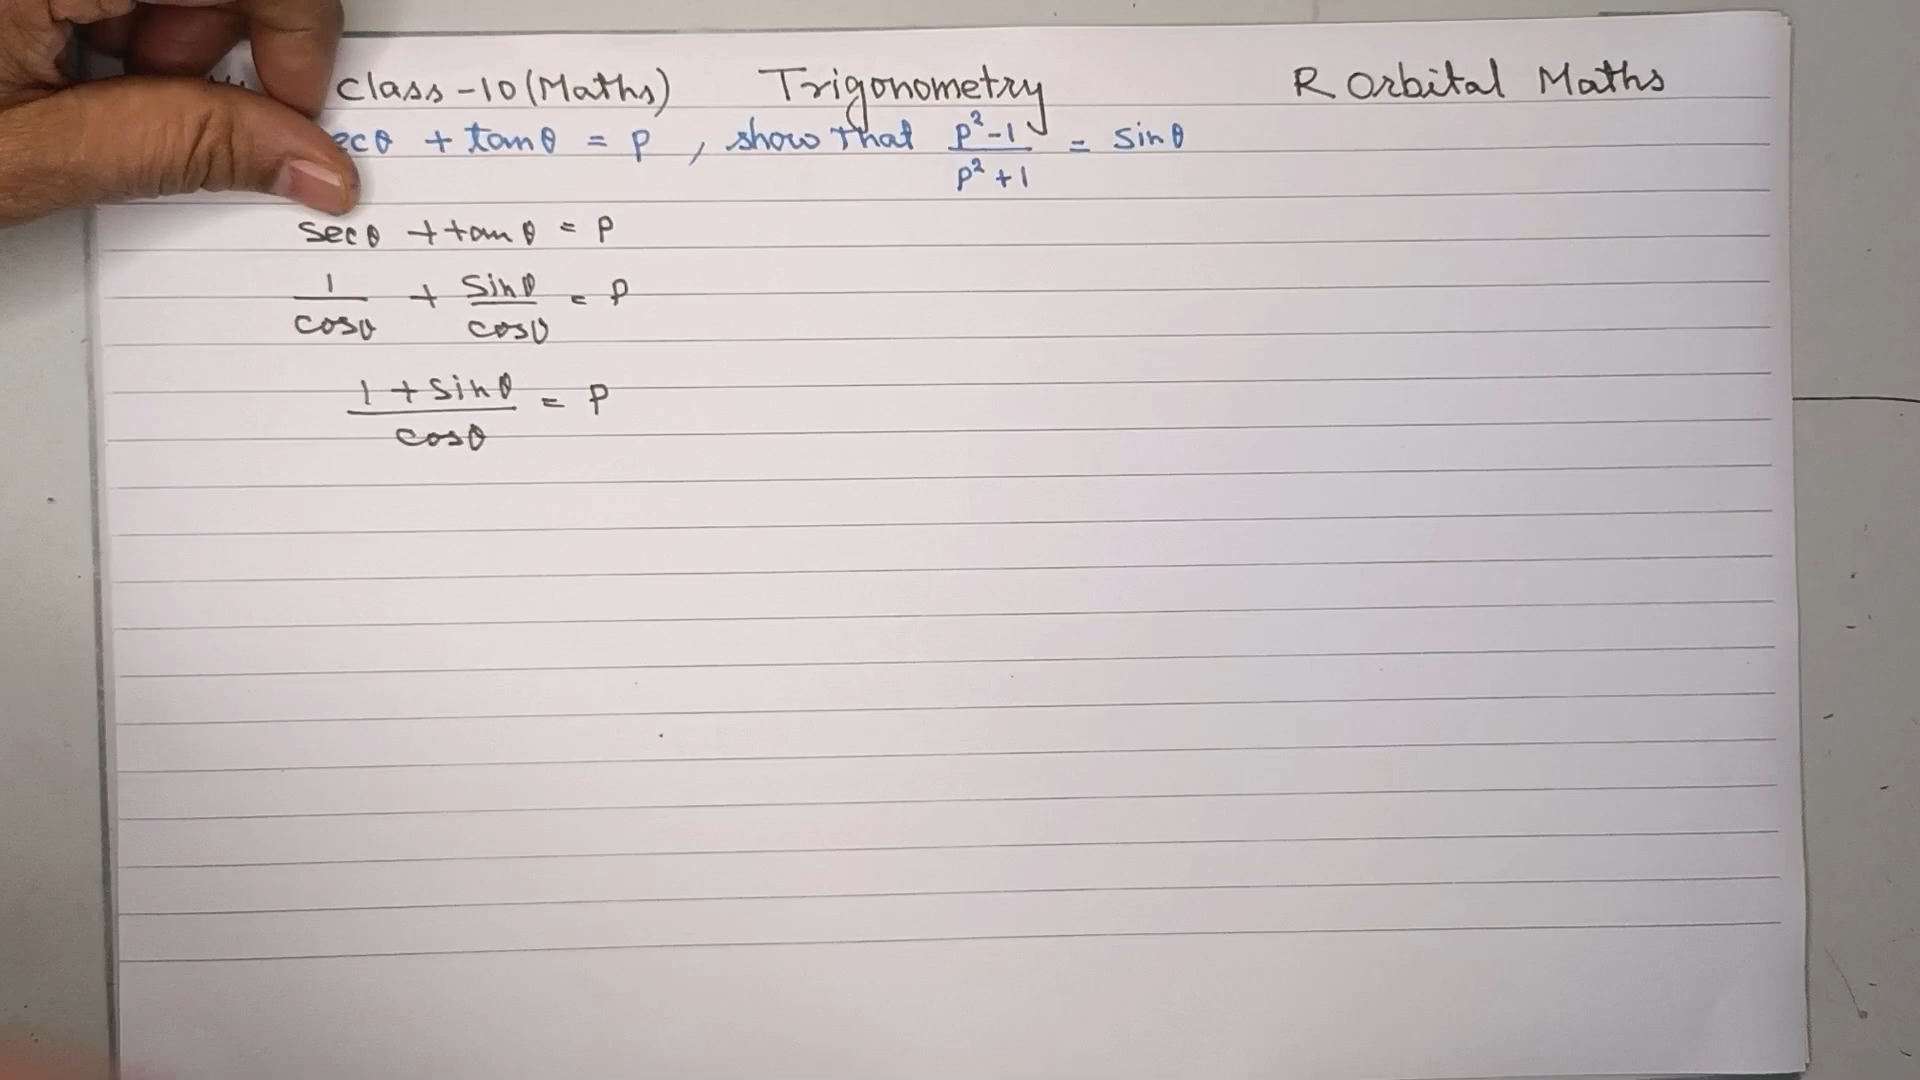 class-10 (Maths) Trigonometry R Orbital Maths
ecθ + tanθ = p , show that (p²-1)/(p²+1) = sinθ
secθ + tanθ = p
1/cosθ + sinθ/cosθ = p
(1 + sinθ)/cosθ = p